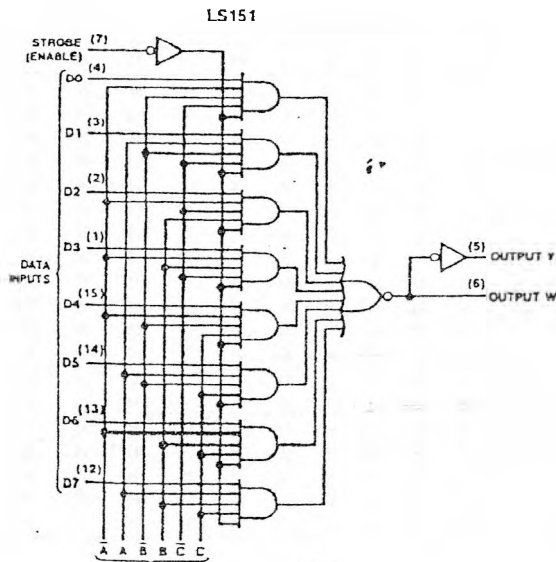 LS151
STROBE (7)
(ENABLE)
D0 (4)
D1 (3)
D2 (2)
D3 (1)
DATA
INPUTS
D4 (15)
D5 (14)
D6 (13)
D7 (12)
(5) OUTPUT Y
(6) OUTPUT W
A̅ A B̅ B C̅ C